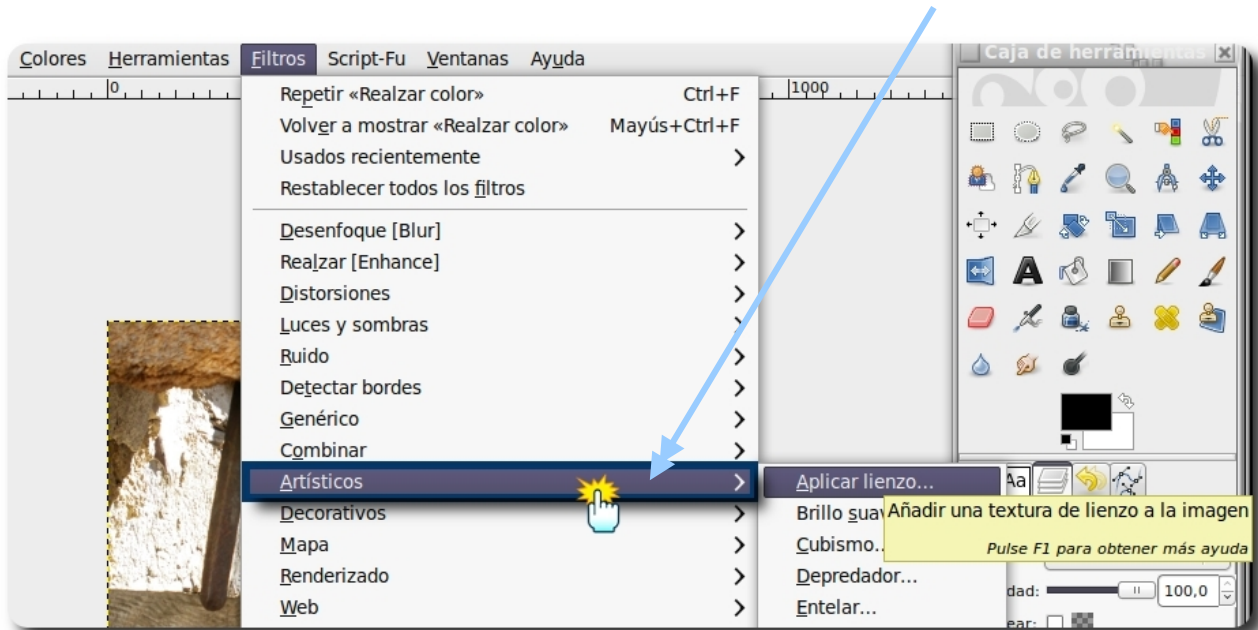 Colores Herramientas Filtros Script-Fu Ventanas Ayuda
Caja de herramientas
0
1000
Repetir «Realzar color» Ctrl+F
Volver a mostrar «Realzar color» Mayús+Ctrl+F
Usados recientemente
Restablecer todos los filtros
Desenfoque [Blur]
Realzar [Enhance]
Distorsiones
Luces y sombras
Ruido
Detectar bordes
Genérico
Combinar
Artísticos
Decorativos
Mapa
Renderizado
Web
Aplicar lienzo...
Brillo sua
Cubismo..
Depredador...
Entelar...
Aa
Añadir una textura de lienzo a la imagen
Pulse F1 para obtener más ayuda
dad: 100,0
ear: